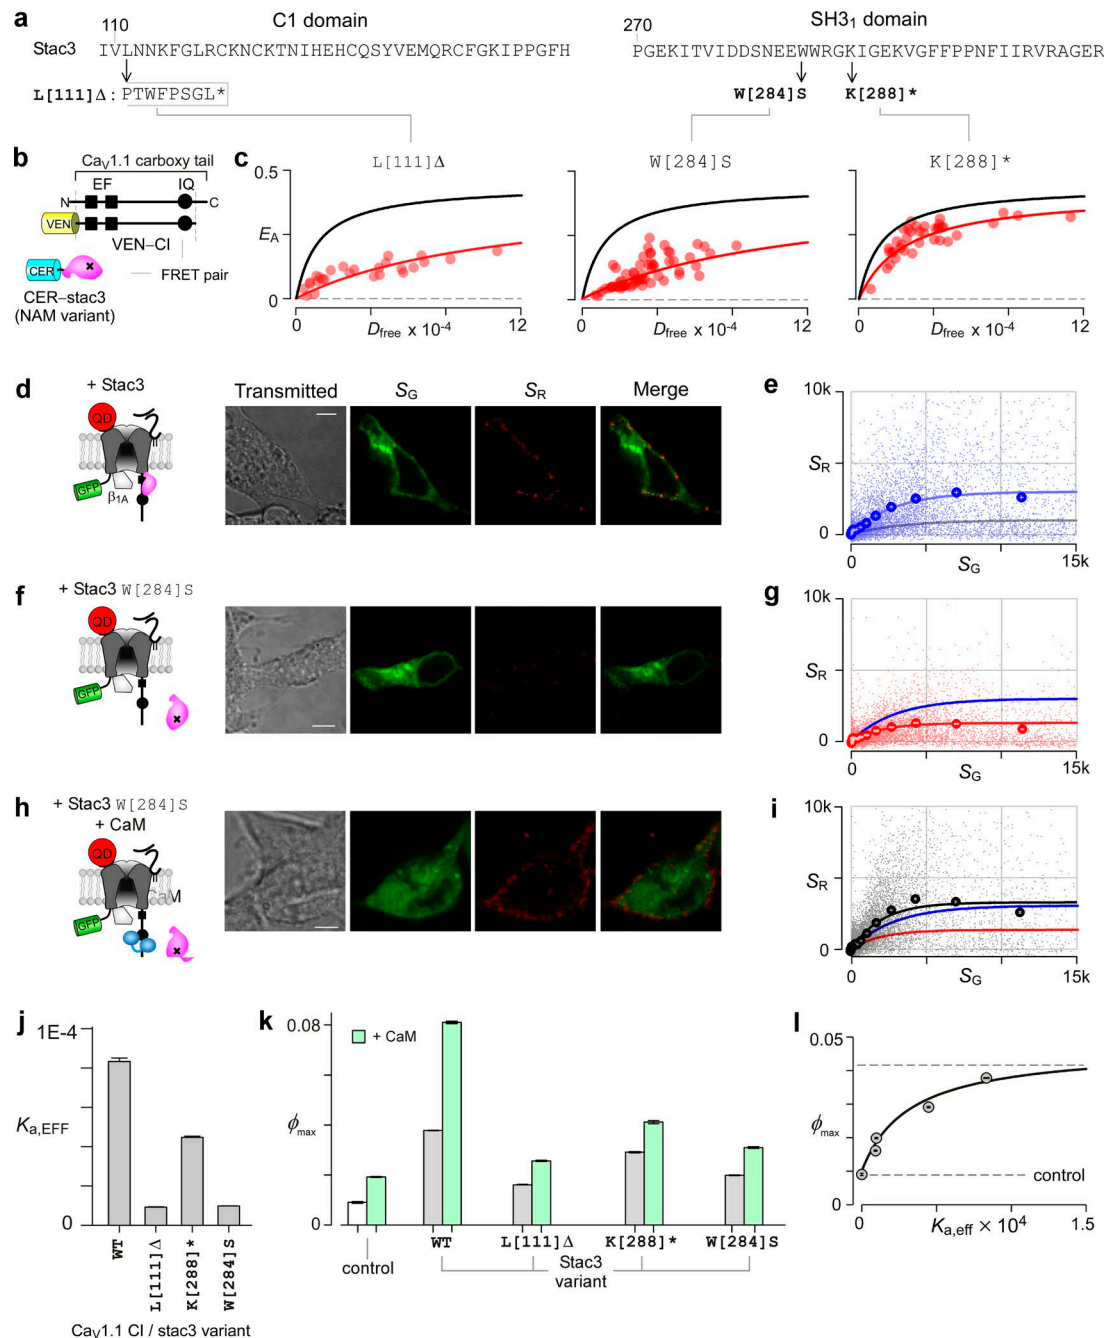 a
110
C1 domain
270
SH3₁ domain
Stac3
IVLNNKFGLRCKNCKTNIHEHCQSYVEMQRCFGKIPPGFH
PGEKITVIDDSNEEWWRGKIGEKVGFFPPNFIIRVRAGER
L[111]Δ:
PTWFPSGL*
W[284]S
K[288]*
b
CaV1.1 carboxy tail
EF
IQ
N
C
VEN
VEN–CI
CER
FRET pair
CER–stac3
(NAM variant)
c
L[111]Δ
W[284]S
K[288]*
0.5
EA
0
0
12
Dfree x 10-4
0
12
Dfree x 10-4
0
12
Dfree x 10-4
d
+ Stac3
QD
GFP
β1A
Transmitted
SG
SR
Merge
e
10k
SR
0
0
SG
15k
f
+ Stac3 W[284]S
QD
GFP
g
10k
SR
0
0
SG
15k
h
+ Stac3 W[284]S
+ CaM
QD
GFP
i
10k
SR
0
0
SG
15k
j
1E-4
Ka,EFF
0
WT
L[111]Δ
K[288]*
W[284]S
CaV1.1 CI / stac3 variant
k
+ CaM
0.08
ϕmax
0
control
WT
L[111]Δ
K[288]*
W[284]S
Stac3
variant
l
0.05
ϕmax
control
0
0
1.5
Ka,eff × 10⁴